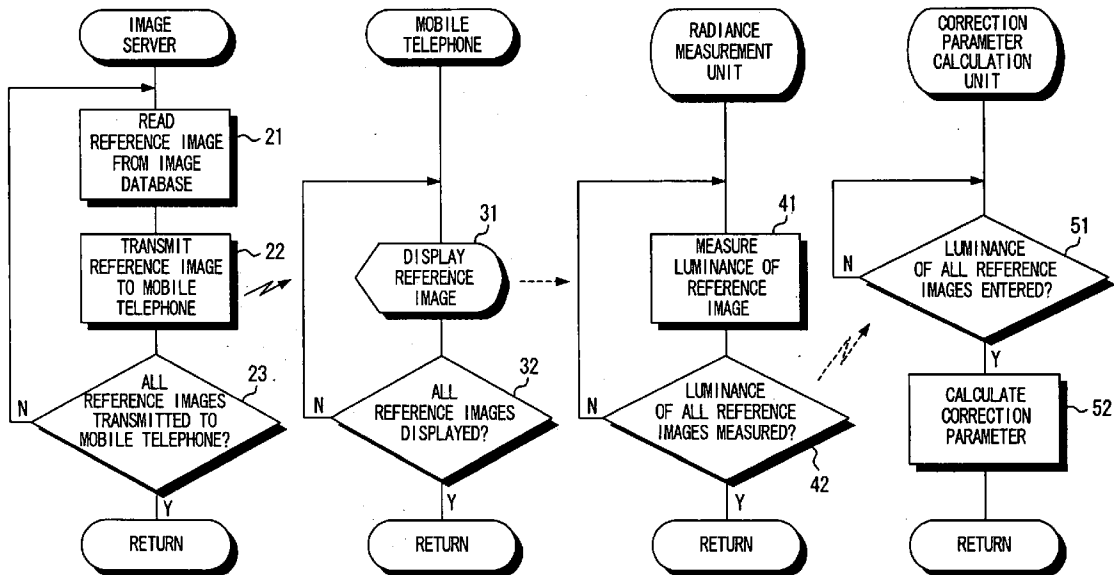 IMAGE
SERVER
READ
REFERENCE IMAGE
FROM IMAGE
DATABASE
21
TRANSMIT
REFERENCE IMAGE
TO MOBILE
TELEPHONE
22
ALL
REFERENCE IMAGES
TRANSMITTED TO
MOBILE TELEPHONE?
23
N
Y
RETURN
MOBILE
TELEPHONE
31
DISPLAY
REFERENCE
IMAGE
32
ALL
REFERENCE IMAGES
DISPLAYED?
N
Y
RETURN
RADIANCE
MEASUREMENT
UNIT
41
MEASURE
LUMINANCE OF
REFERENCE
IMAGE
LUMINANCE
OF ALL REFERENCE
IMAGES MEASURED?
42
N
Y
RETURN
CORRECTION
PARAMETER
CALCULATION
UNIT
51
LUMINANCE
OF ALL REFERENCE
IMAGES ENTERED?
N
Y
CALCULATE
CORRECTION
PARAMETER
52
RETURN